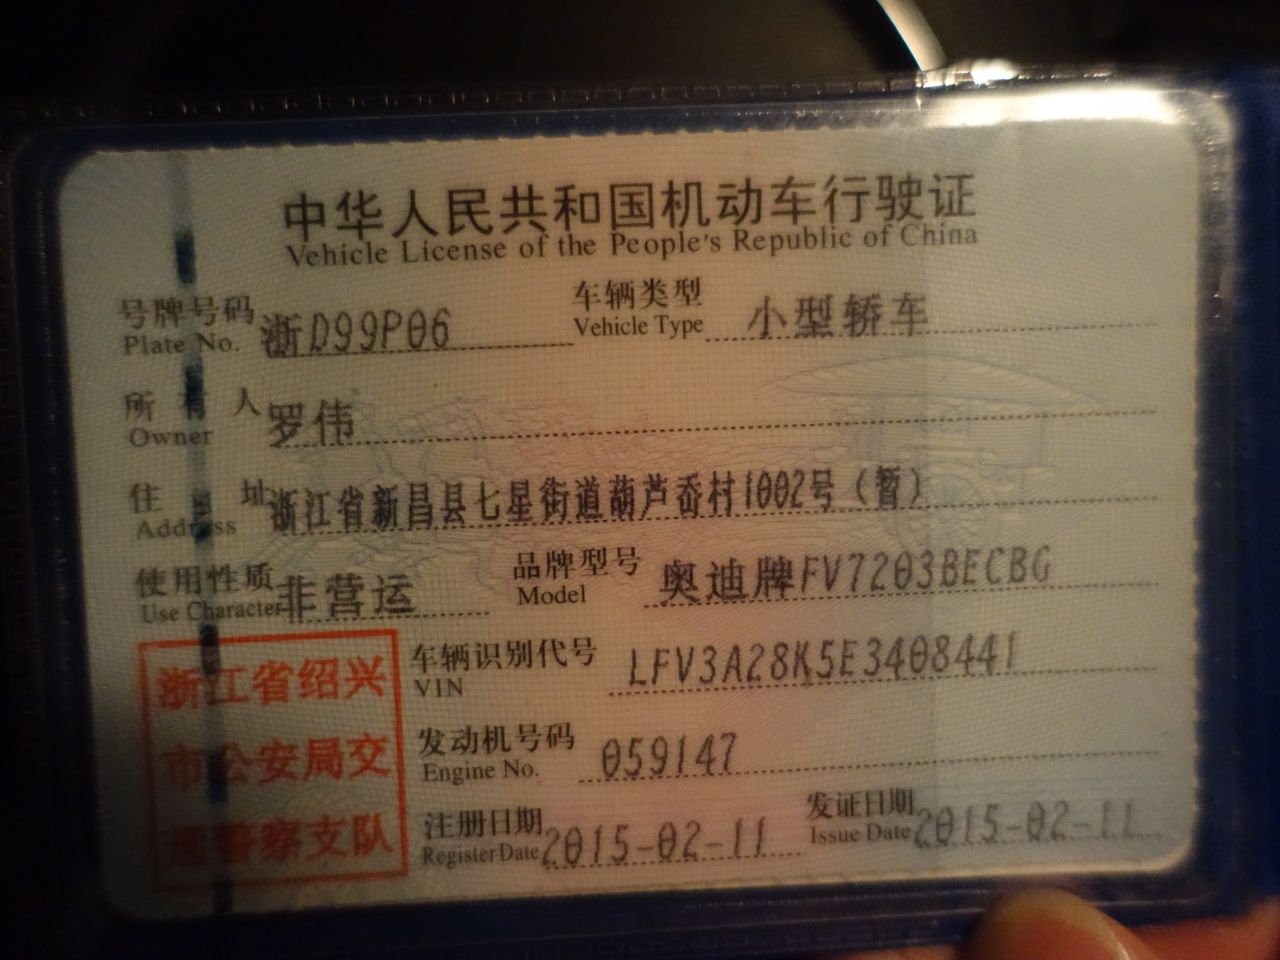 中华人民共和国机动车行驶证
Vehicle License of the People's Republic of China
号牌号码 浙D99P06 车辆类型 小型轿车
Plate No. Vehicle Type
所有人 罗伟
Owner
住址 浙江省新昌县七星街道葫芦岙村1002号（暂）
Address
使用性质 非营运 品牌型号 奥迪牌FV7203BECBG
Use Character Model
浙江省绍兴
市公安局交
通警察支队
车辆识别代号 LFV3A28K5E3408441
VIN
发动机号码 059147
Engine No.
注册日期 2015-02-11 发证日期 2015-02-11
Register Date Issue Date